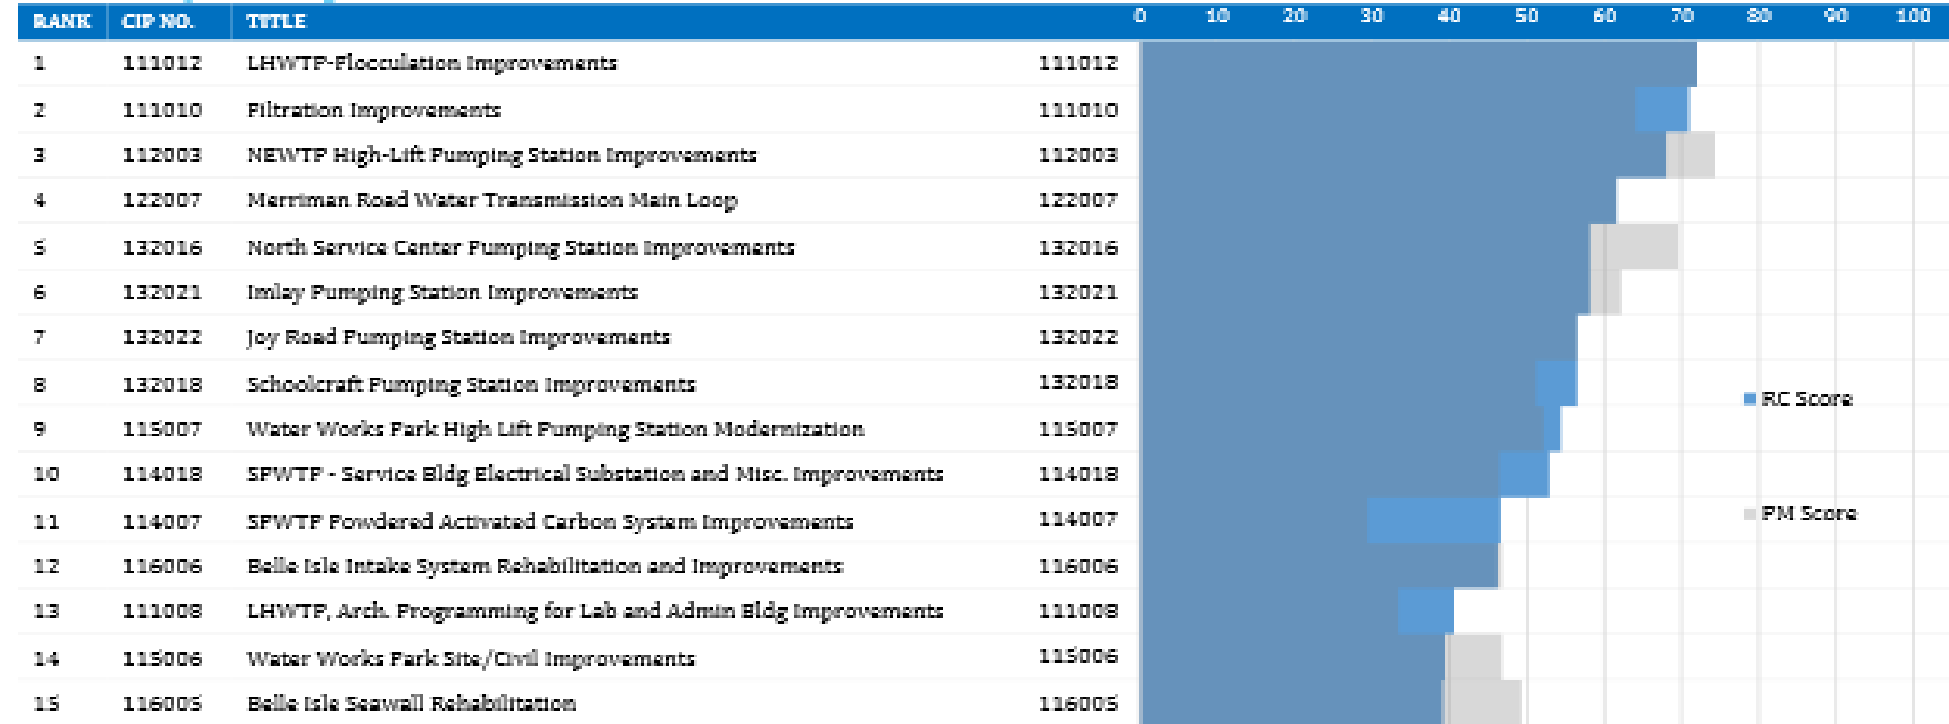 RANK CIP NO. TITLE 0 10 20 30 40 50 60 70 80 90 100
1 111012 LHWTP-Flocculation Improvements 111012
2 111010 Filtration Improvements 111010
3 112003 NEWTP High-Lift Pumping Station Improvements 112003
4 122007 Merriman Road Water Transmission Main Loop 122007
5 132016 North Service Center Pumping Station Improvements 132016
6 132021 Imlay Pumping Station Improvements 132021
7 132022 Joy Road Pumping Station Improvements 132022
8 132018 Schoolcraft Pumping Station Improvements 132018
RC Score
9 115007 Water Works Park High Lift Pumping Station Modernization 115007
10 114018 SPWTP - Service Bldg Electrical Substation and Misc. Improvements 114018
11 114007 SPWTP Powdered Activated Carbon System Improvements 114007
PM Score
12 116006 Belle Isle Intake System Rehabilitation and Improvements 116006
13 111008 LHWTP, Arch. Programming for Lab and Admin Bldg Improvements 111008
14 115006 Water Works Park Site/Civil Improvements 115006
15 116005 Belle Isle Seawall Rehabilitation 116005